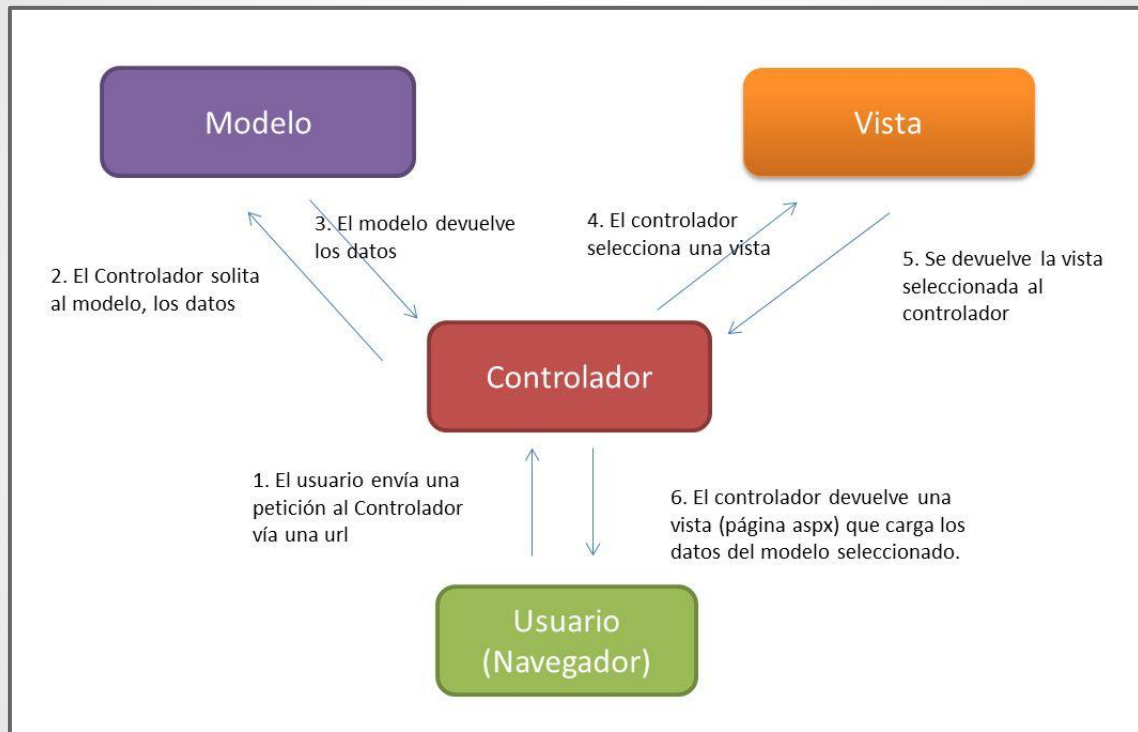 Modelo
Vista
3. El modelo devuelve
los datos
4. El controlador
selecciona una vista
2. El Controlador solita
al modelo, los datos
5. Se devuelve la vista
seleccionada al
controlador
Controlador
1. El usuario envía una
petición al Controlador
vía una url
6. El controlador devuelve una
vista (página aspx) que carga los
datos del modelo seleccionado.
Usuario
(Navegador)